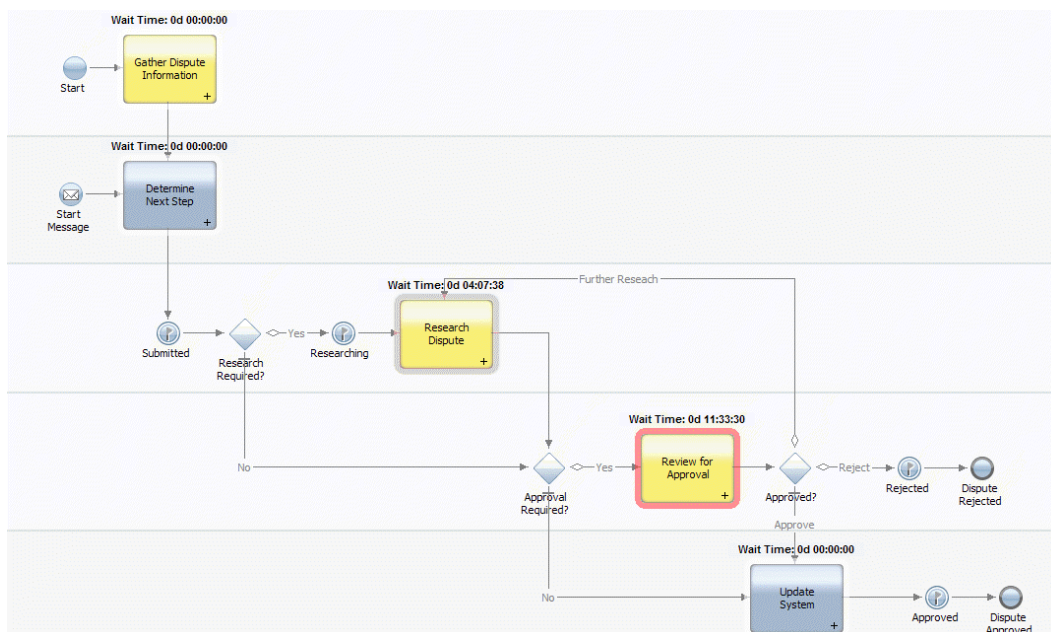 Wait Time: 0d 00:00:00
Gather Dispute
Information
+
Start
Wait Time: 0d 00:00:00
Determine
Next Step
+
Start
Message
Further Reseach
Wait Time: 0d 04:07:38
Research
Dispute
+
Submitted
Yes
Researching
Research
Required?
Wait Time: 0d 11:33:30
Review for
Approval
+
No
Yes
Approval
Required?
Approved?
Reject
Rejected
Dispute
Rejected
Approve
Wait Time: 0d 00:00:00
Update
System
+
No
Approved
Dispute
Approved